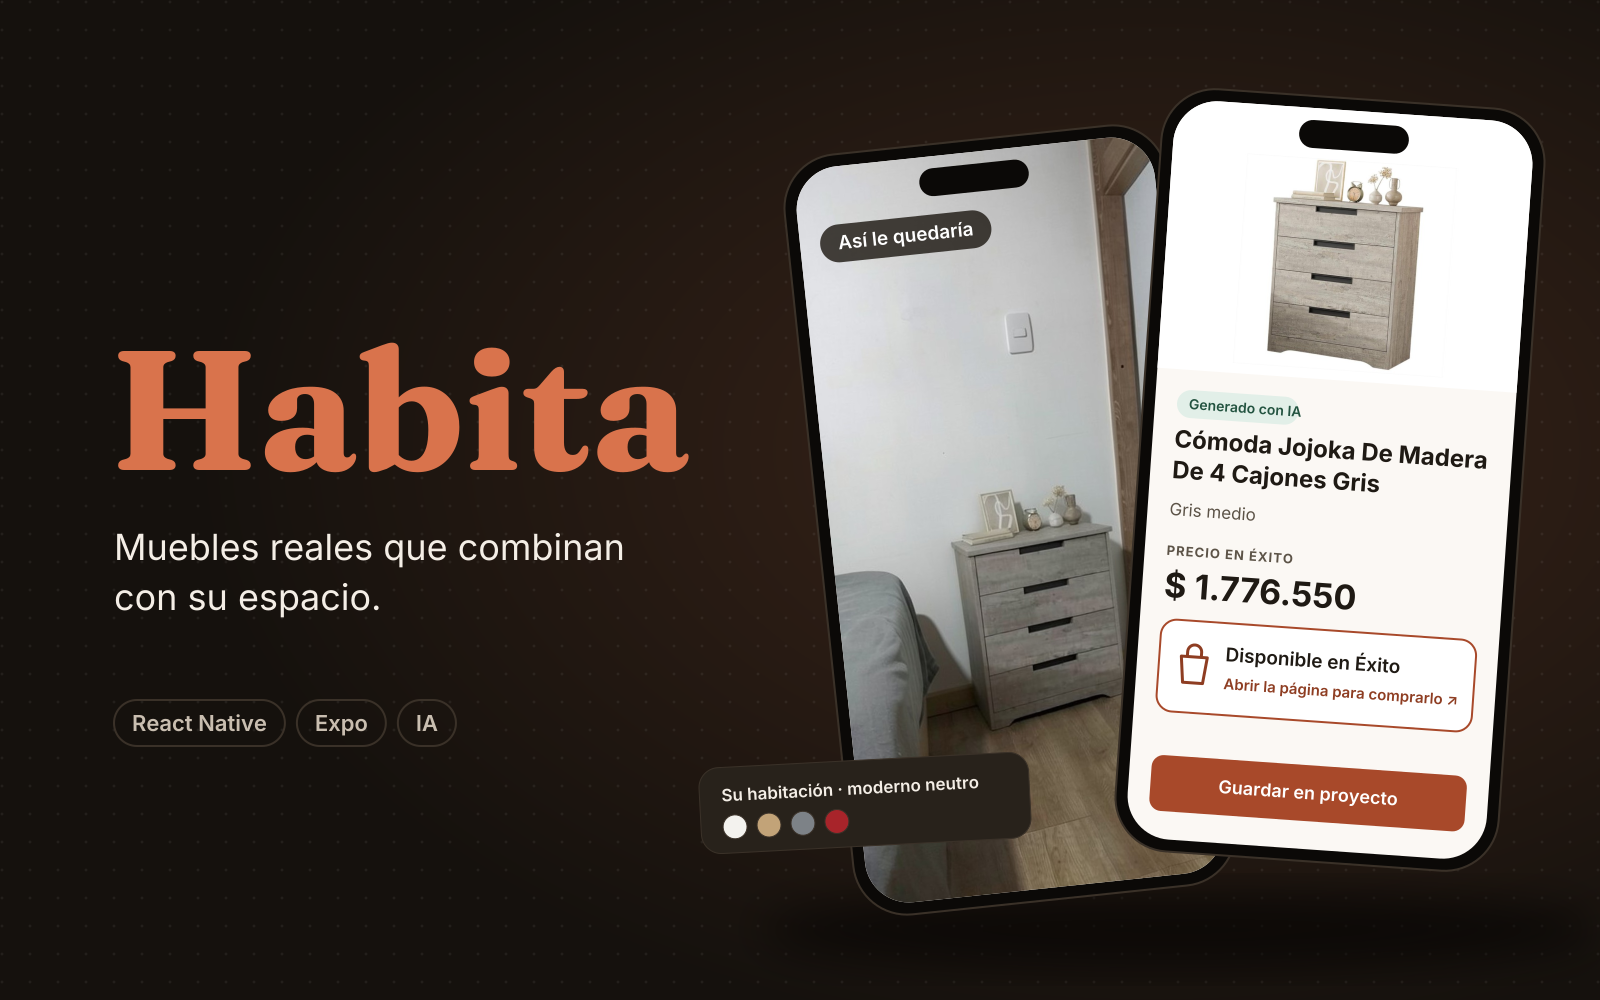 Habita
Muebles reales que combinan
con su espacio.
React Native
Expo
IA
Así le quedaría
Su habitación · moderno neutro
Generado con IA
Cómoda Jojoka De Madera
De 4 Cajones Gris
Gris medio
PRECIO EN ÉXITO
$ 1.776.550
Disponible en Éxito
Abrir la página para comprarlo ↗
Guardar en proyecto